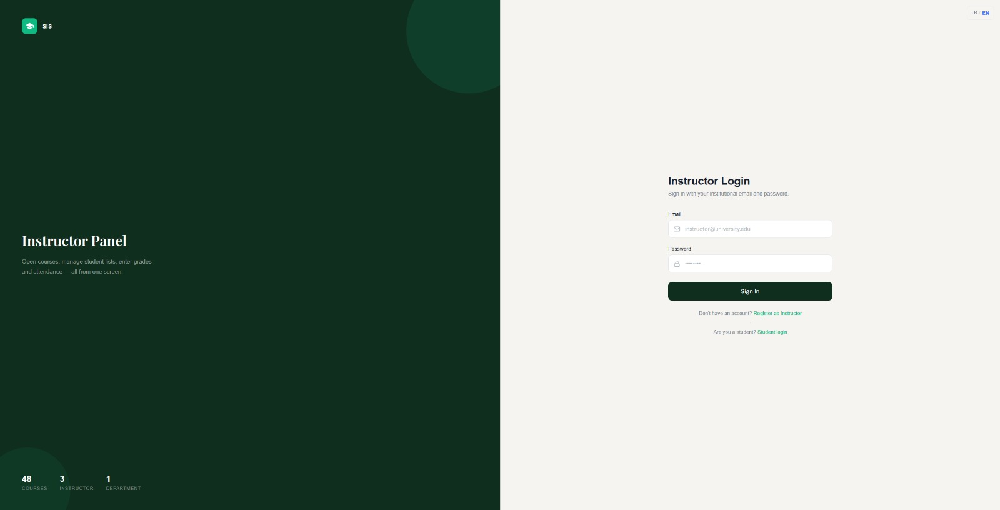 SIS
TR / EN
Instructor Panel
Open courses, manage student lists, enter grades
and attendance — all from one screen.
48
COURSES
3
INSTRUCTOR
1
DEPARTMENT
Instructor Login
Sign in with your institutional email and password.
Email
instructor@university.edu
Password
••••••••
Sign In
Don't have an account? Register as Instructor
Are you a student? Student login